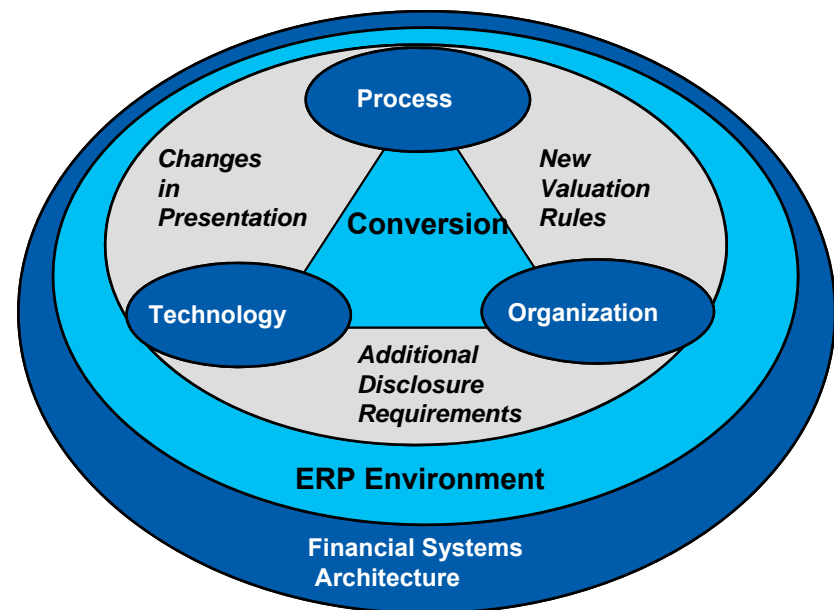 Process
Changes
in
Presentation
New
Valuation
Rules
Conversion
Technology
Organization
Additional
Disclosure
Requirements
ERP Environment
Financial Systems
Architecture